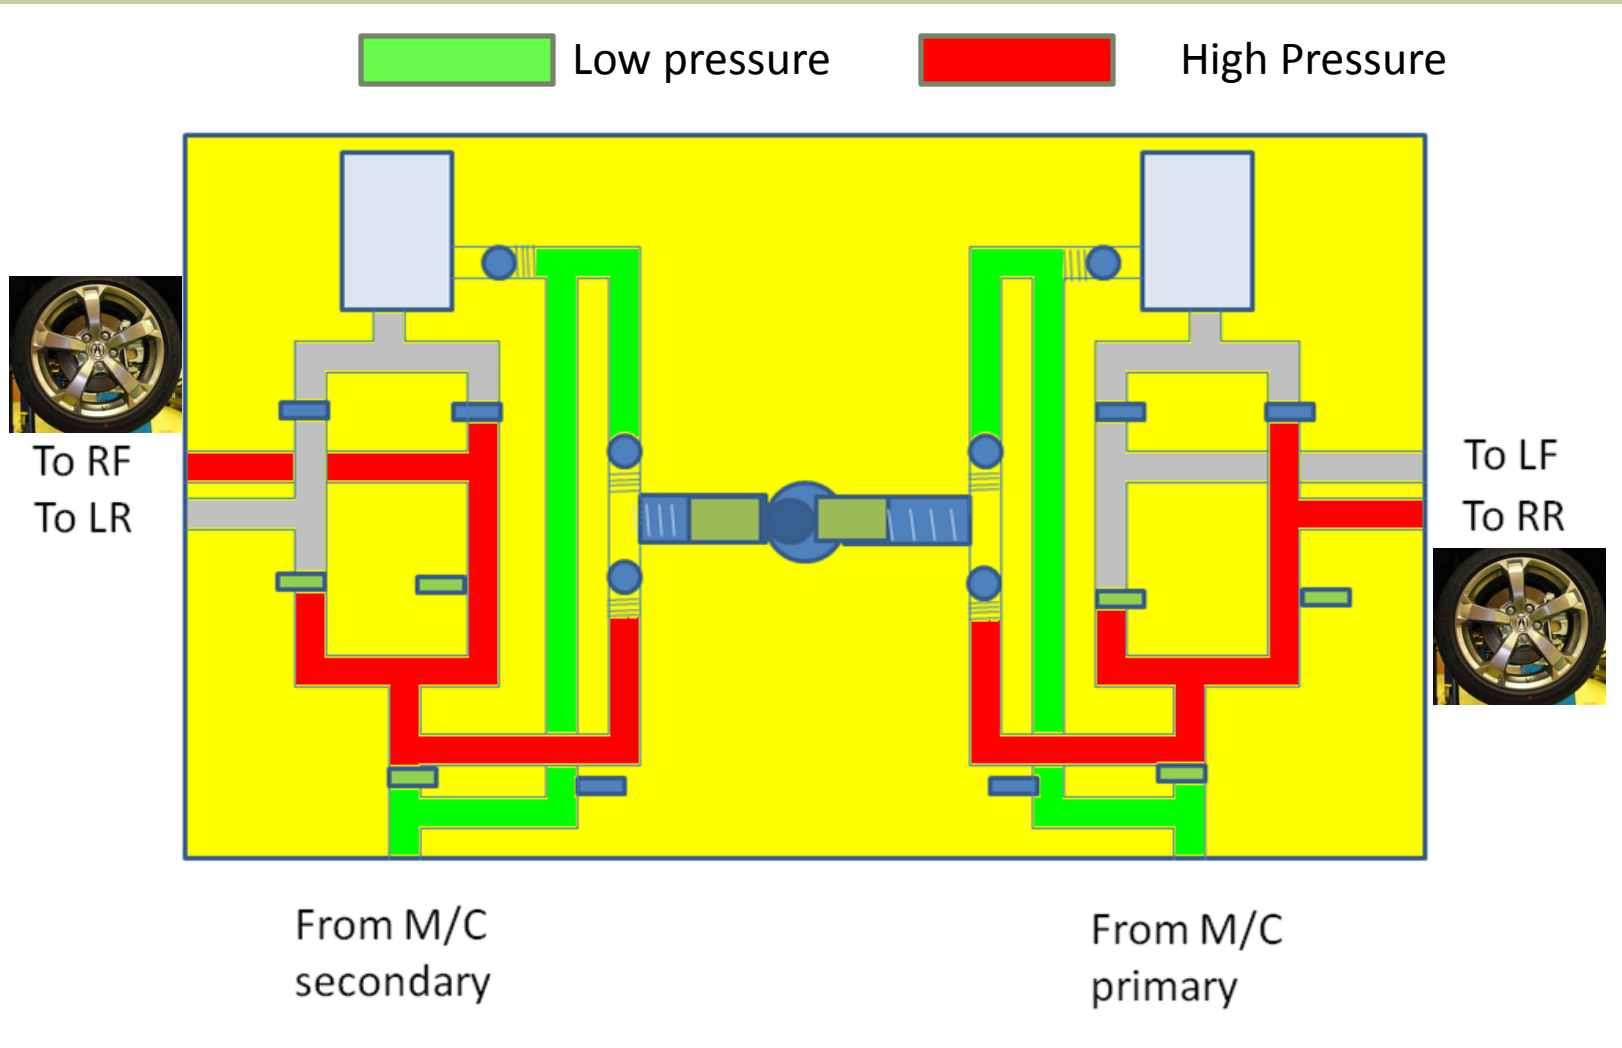 Low pressure
High Pressure
To RF
To LR
To LF
To RR
From M/C
secondary
From M/C
primary